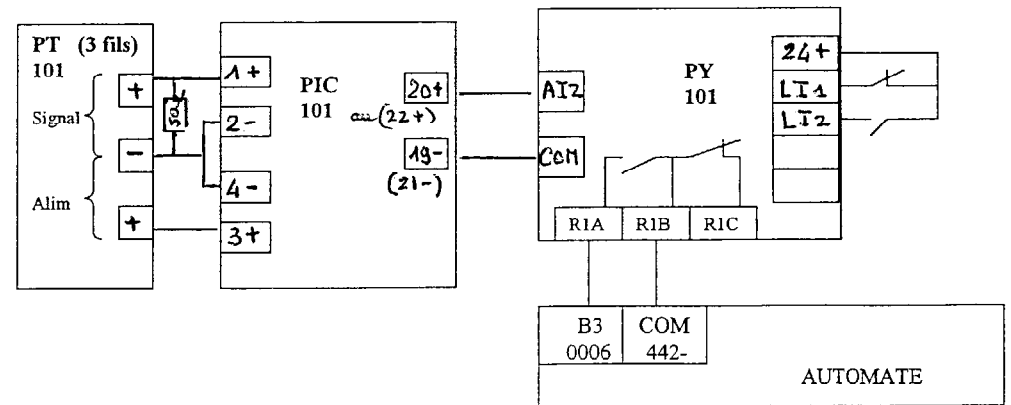 PT (3 fils)
101
+
Signal
-
Alim
+
1+
2-
4-
3+
PIC
101
20+
ou (22+)
19-
(21-)
AI2
COM
PY
101
24+
LI1
LI2
R1A
R1B
R1C
B3
0006
COM
442-
AUTOMATE